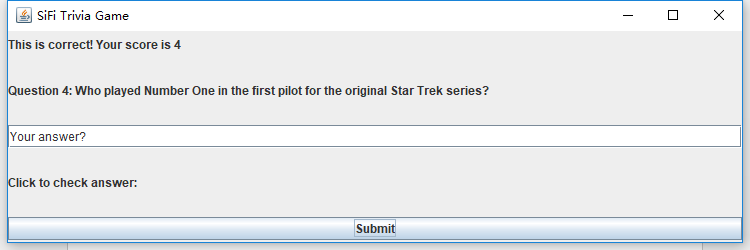 SiFi Trivia Game
This is correct! Your score is 4
Question 4: Who played Number One in the first pilot for the original Star Trek series?
Your answer?
Click to check answer:
Submit